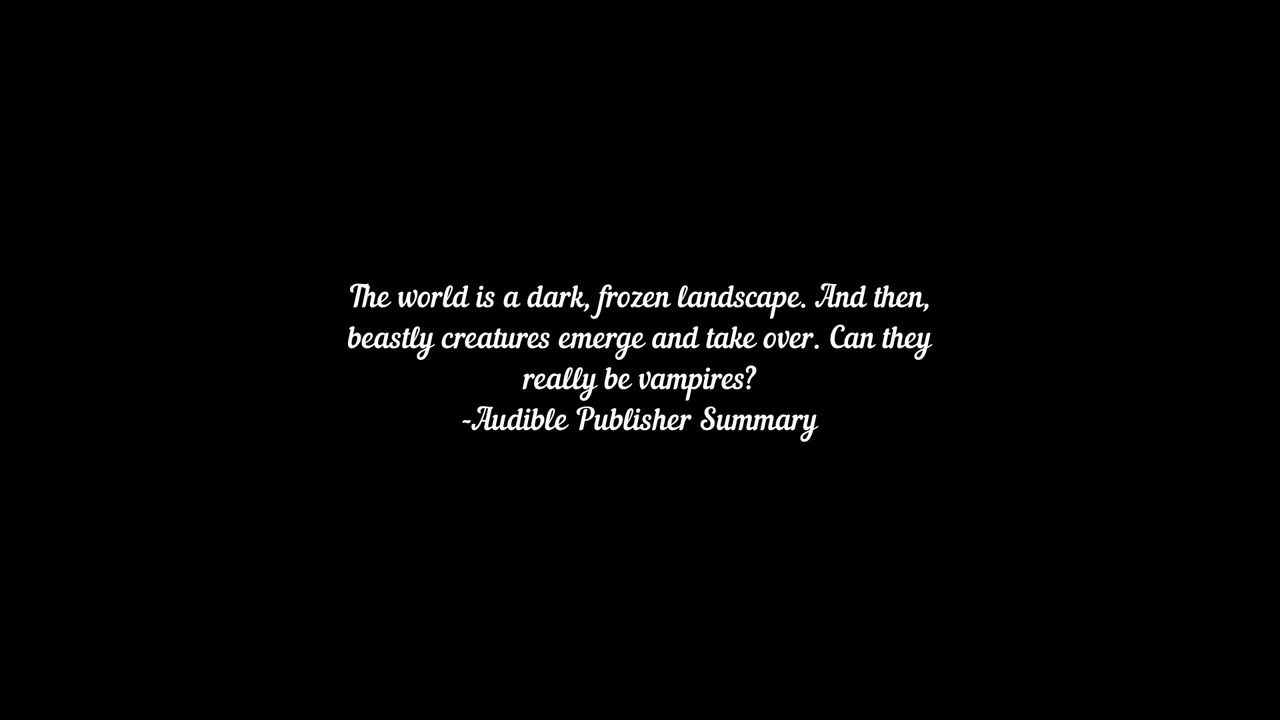 The world is a dark, frozen landscape. And then,
beastly creatures emerge and take over. Can they
really be vampires?
-Audible Publisher Summary